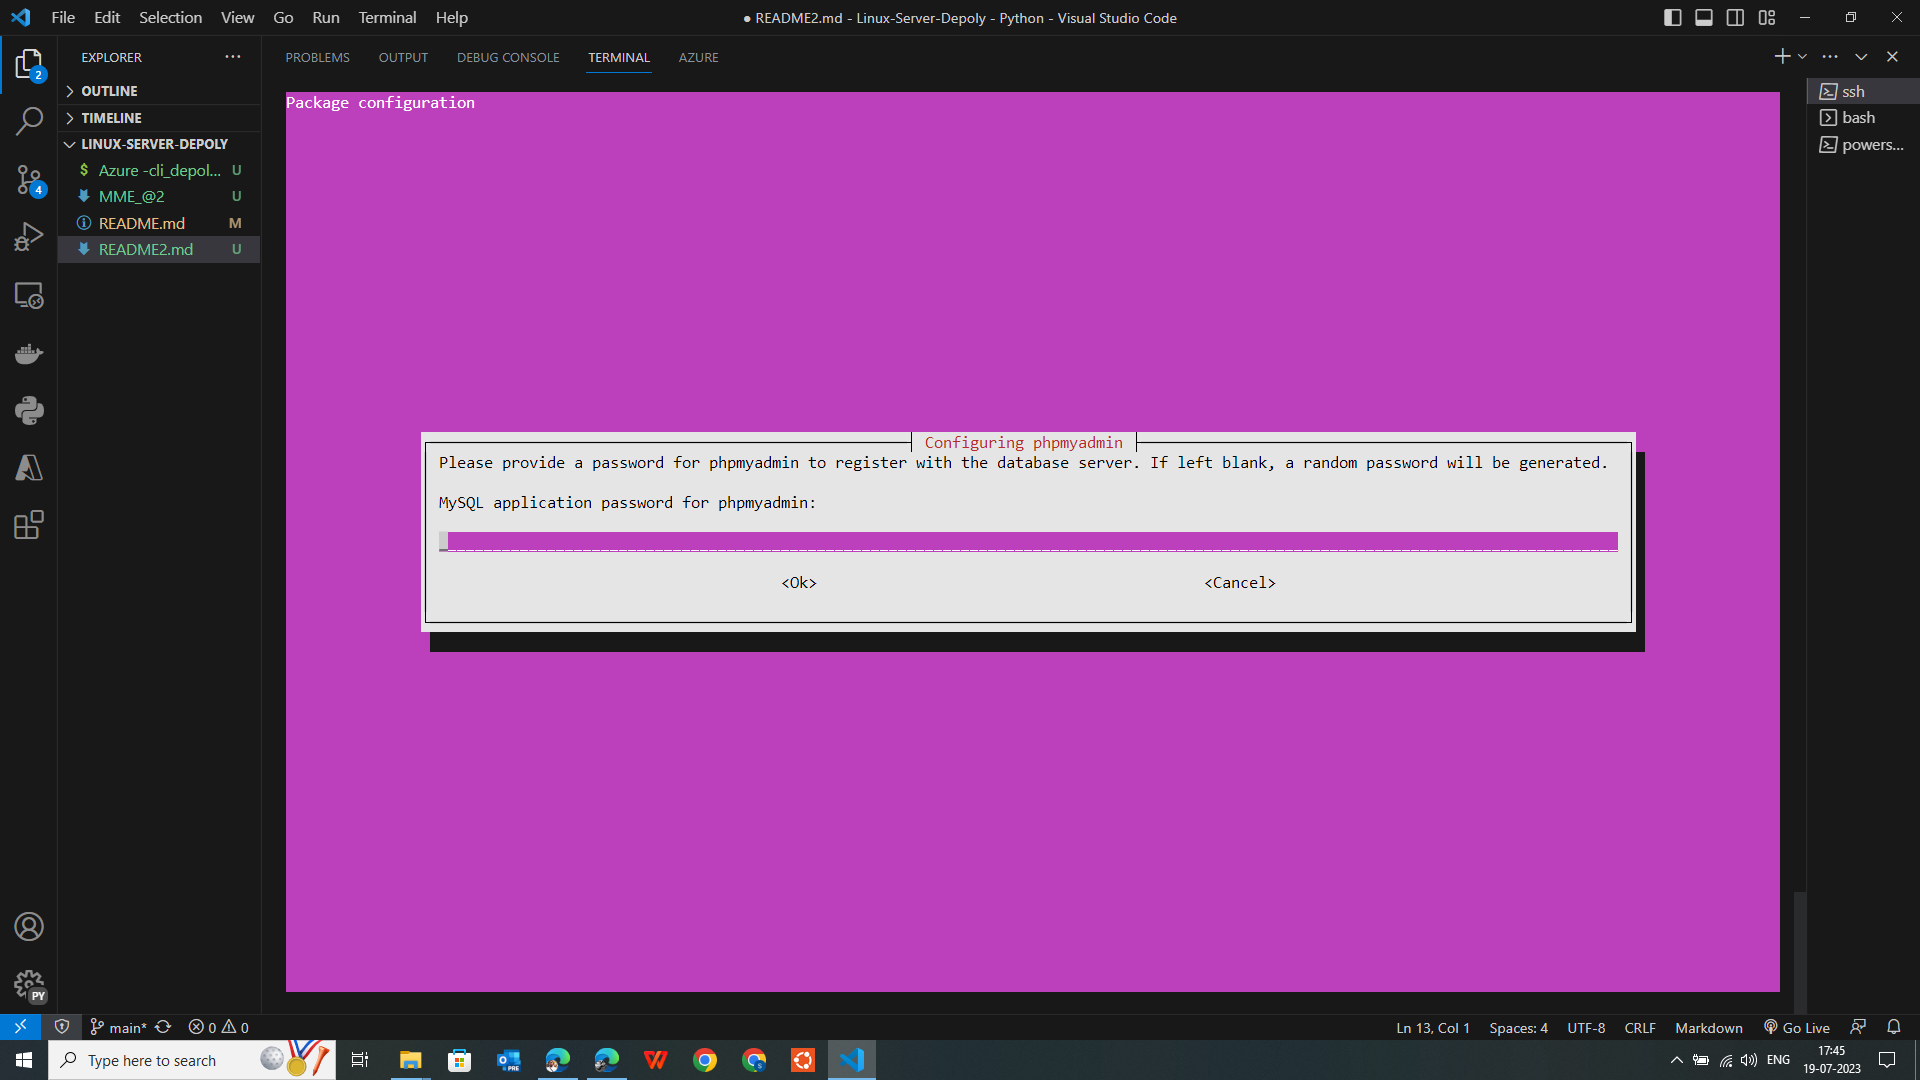 File Edit Selection View Go Run Terminal Help
● README2.md - Linux-Server-Depoly - Python - Visual Studio Code
EXPLORER
OUTLINE
TIMELINE
LINUX-SERVER-DEPOLY
$ Azure -cli_depol... U
MME_@2 U
README.md M
README2.md U
2
4
PY
PROBLEMS OUTPUT DEBUG CONSOLE TERMINAL AZURE
ssh
bash
powers...
Package configuration
Configuring phpmyadmin
Please provide a password for phpmyadmin to register with the database server. If left blank, a random password will be generated.
MySQL application password for phpmyadmin:
<Ok> <Cancel>
main* 0 0
Ln 13, Col 1 Spaces: 4 UTF-8 CRLF Markdown Go Live
Type here to search
PRE
S
ENG
17:45
19-07-2023